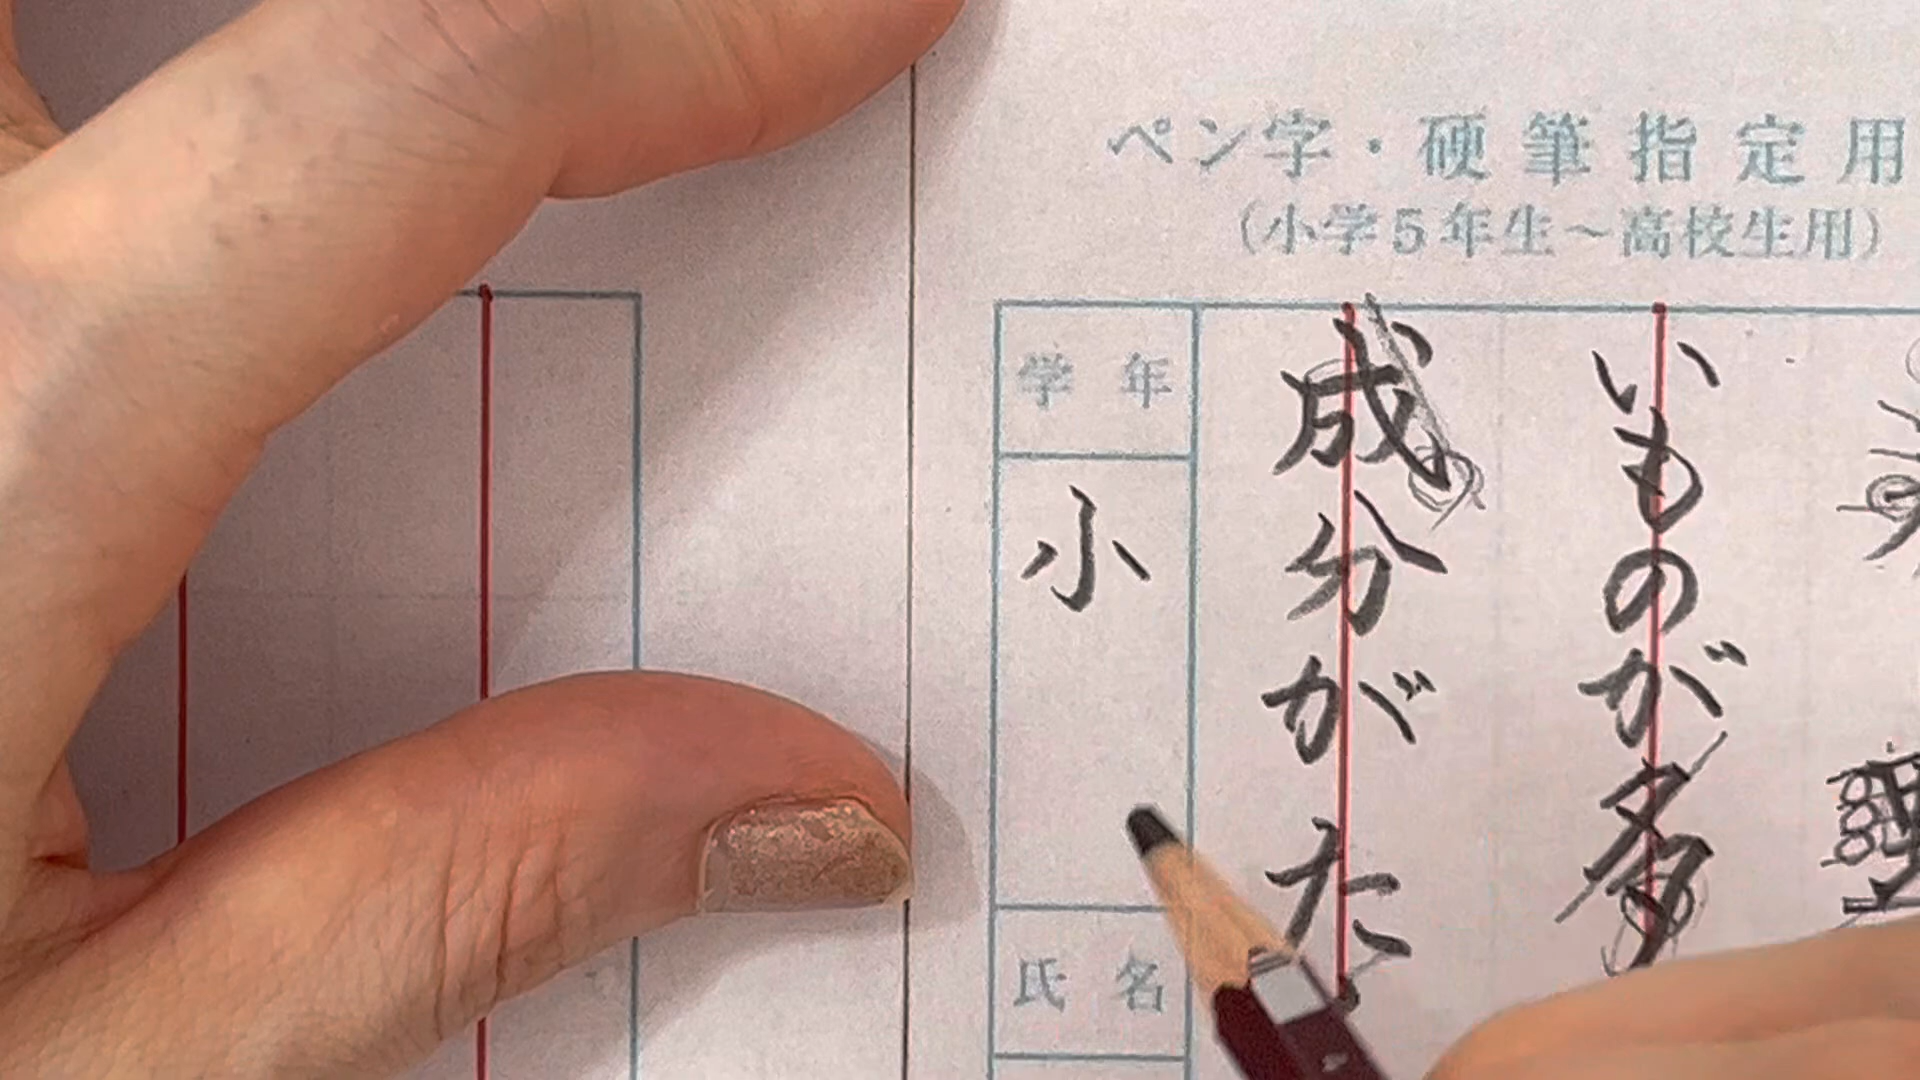 ペン字・硬筆指定用
(小学5年生〜高校生用)
いものが多
成分がた
学年
小
氏名